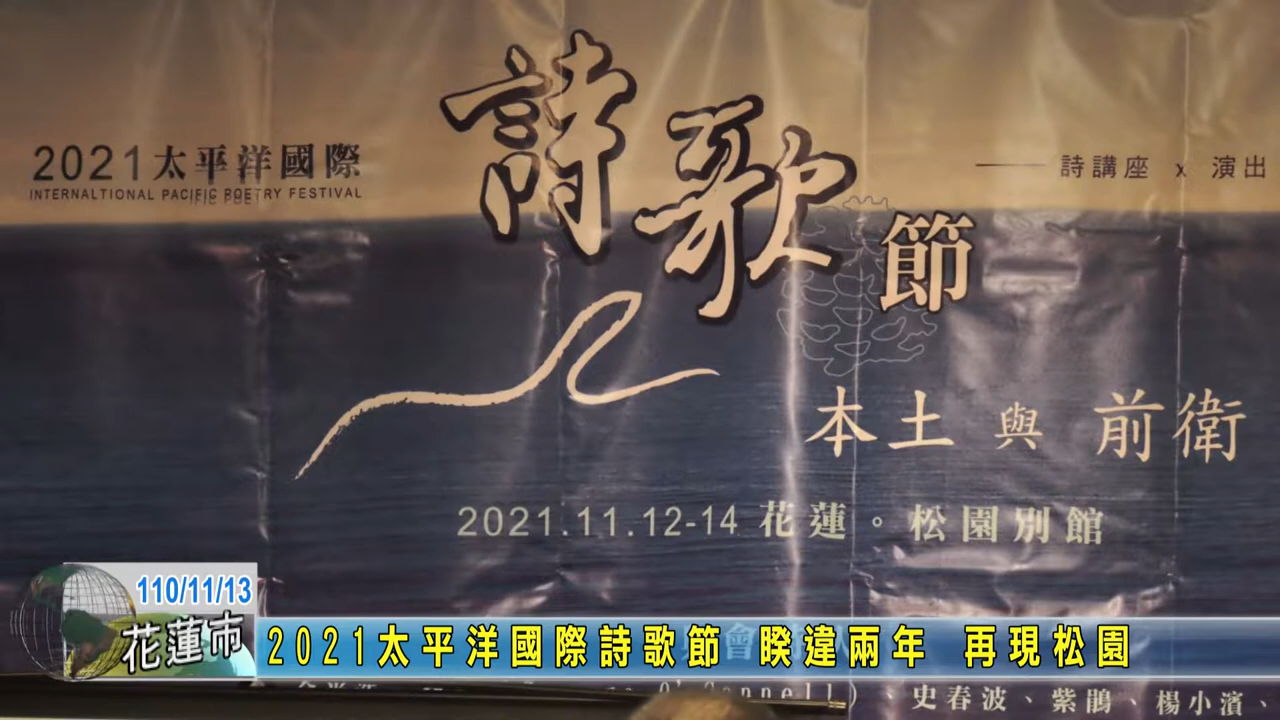 2021太平洋國際
INTERNALTIONAL PACIFIC POETRY FESTIVAL
詩歌節
詩講座 x 演出
本土 與 前衛
2021.11.12-14 花蓮。松園別館
110/11/13
花蓮市
2021太平洋國際詩歌節 睽違兩年 再現松園
、史春波、紫鵑、楊小濱、